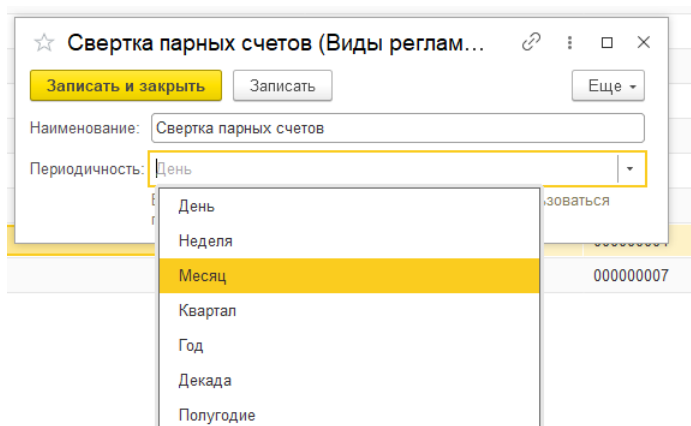 Свертка парных счетов (Виды реглам...
Записать и закрыть
Записать
Еще
Наименование: Свертка парных счетов
Периодичность: День
зоваться
День
Неделя
Месяц
000000007
Квартал
Год
Декада
Полугодие